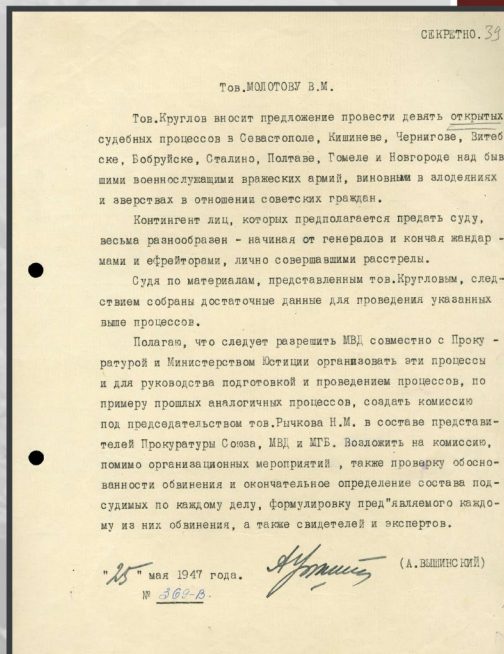 СЕКРЕТНО. 39
Тов.МОЛОТОВУ В.М.
Тов.Круглов вносит предложение провести девять открытых
судебных процессов в Севастополе, Кишиневе, Чернигове, Витеб
ске, Бобруйске, Сталино, Полтаве, Гомеле и Новгороде над быв
шими военнослужащими вражеских армий, виновными в злодеяниях
и зверствах в отношении советских граждан.
Контингент лиц, которых предполагается предать суду,
весьма разнообразен - начиная от генералов и кончая жандар -
мами и ефрейторами, лично совершавшими расстрелы.
Судя по материалам, представленным тов.Кругловым, след-
ствием собраны достаточные данные для проведения указанных
выше процессов.
Полагаю, что следует разрешить МВД совместно с Проку -
ратурой и Министерством Юстиции организовать эти процессы
и для руководства подготовкой и проведением процессов, по
примеру прошлых аналогичных процессов, создать комиссию
под председательством тов.Рычкова Н.М. в составе представи-
телей Прокуратуры Союза, МВД и МГБ. Возложить на комиссию,
помимо организационных мероприятий , также проверку обосно-
ванности обвинения и окончательное определение состава под-
судимых по каждому делу, формулировку пред"являемого каждо-
му из них обвинения, а также свидетелей и экспертов.
(А.ВЫШИНСКИЙ)
"25" мая 1947 года.
№ 369-В.